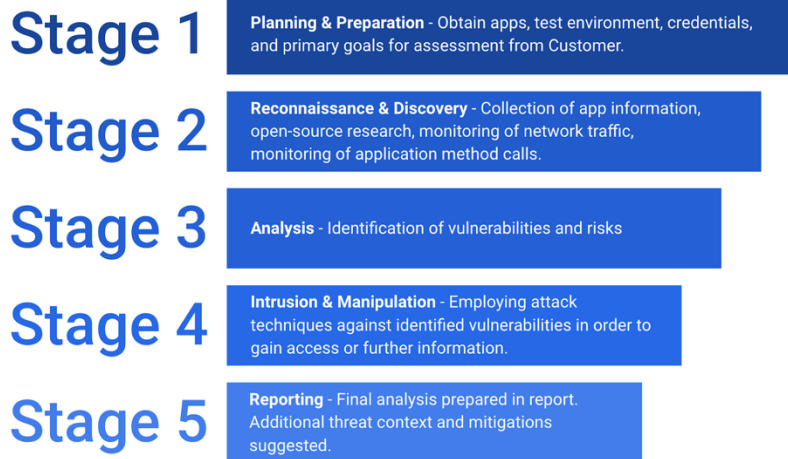 Stage 1
Planning & Preparation - Obtain apps, test environment, credentials,
and primary goals for assessment from Customer.
Stage 2
Reconnaissance & Discovery - Collection of app information,
open-source research, monitoring of network traffic,
monitoring of application method calls.
Stage 3
Analysis - Identification of vulnerabilities and risks
Stage 4
Intrusion & Manipulation - Employing attack
techniques against identified vulnerabilities in order to
gain access or further information.
Stage 5
Reporting - Final analysis prepared in report.
Additional threat context and mitigations
suggested.